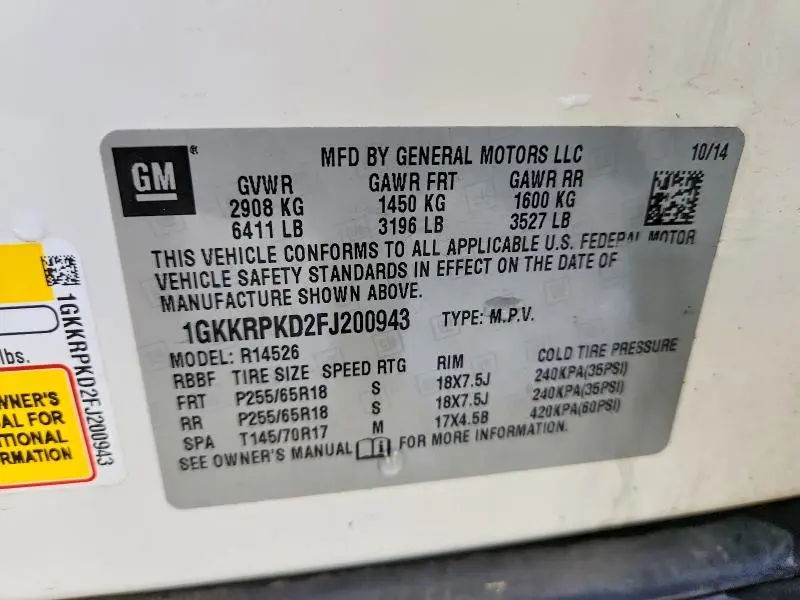 GM ®
MFD BY GENERAL MOTORS LLC 10/14
GVWR GAWR FRT GAWR RR
2908 KG 1450 KG 1600 KG
6411 LB 3196 LB 3527 LB
THIS VEHICLE CONFORMS TO ALL APPLICABLE U.S. FEDERAL MOTOR
VEHICLE SAFETY STANDARDS IN EFFECT ON THE DATE OF
MANUFACTURE SHOWN ABOVE.
1GKKRPKD2FJ200943 TYPE: M.P.V.
MODEL: R14526
RBBF TIRE SIZE SPEED RTG RIM COLD TIRE PRESSURE
FRT P255/65R18 S 18X7.5J 240KPA(35PSI)
RR P255/65R18 S 18X7.5J 240KPA(35PSI)
SPA T145/70R17 M 17X4.5B 420KPA(60PSI)
SEE OWNER'S MANUAL FOR MORE INFORMATION.
1GKKRPKD2FJ200943
lbs.
WNER'S
AL FOR
ITIONAL
RMATION